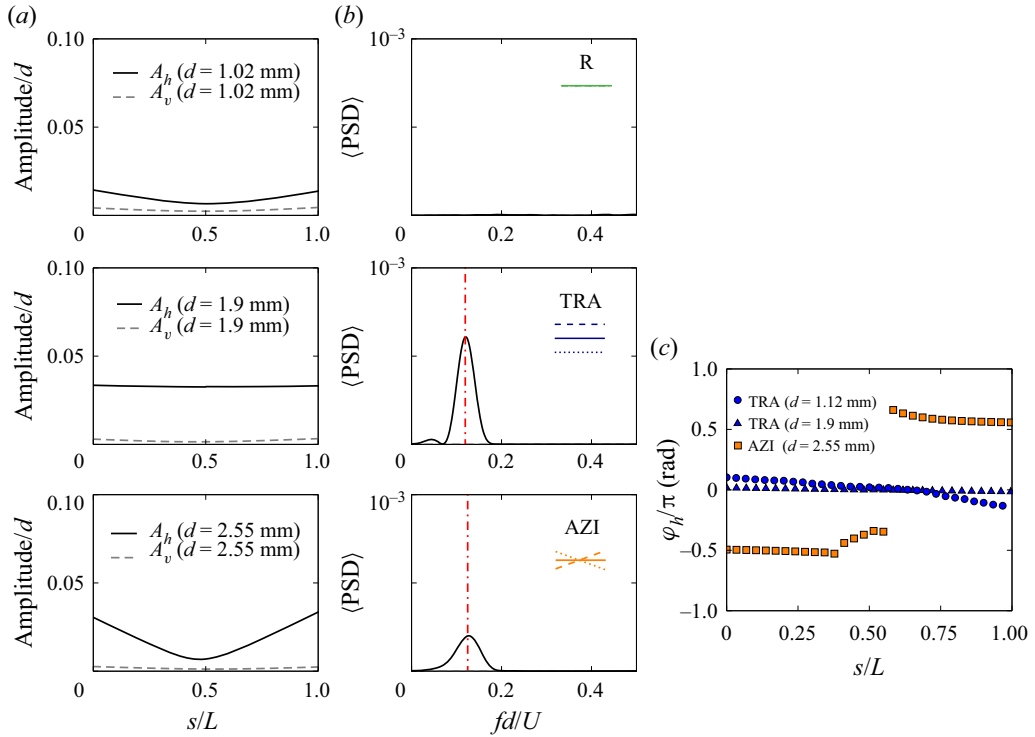 (a)
Amplitude/d
0.10
0.05
0
0.5
1.0
A_h (d = 1.02 mm)
A_v (d = 1.02 mm)
(b)
⟨PSD⟩
10⁻³
R
0
0.2
0.4
Amplitude/d
0.10
0.05
0
0.5
1.0
A_h (d = 1.9 mm)
A_v (d = 1.9 mm)
⟨PSD⟩
10⁻³
TRA
0
0.2
0.4
Amplitude/d
0.10
0.05
0
0.5
1.0
A_h (d = 2.55 mm)
A_v (d = 2.55 mm)
s/L
⟨PSD⟩
10⁻³
AZI
0
0.2
0.4
fd/U
(c)
φ_h/π (rad)
1.0
0.5
0
−0.5
−1.0
TRA (d = 1.12 mm)
TRA (d = 1.9 mm)
AZI (d = 2.55 mm)
0
0.25
0.50
0.75
1.00
s/L